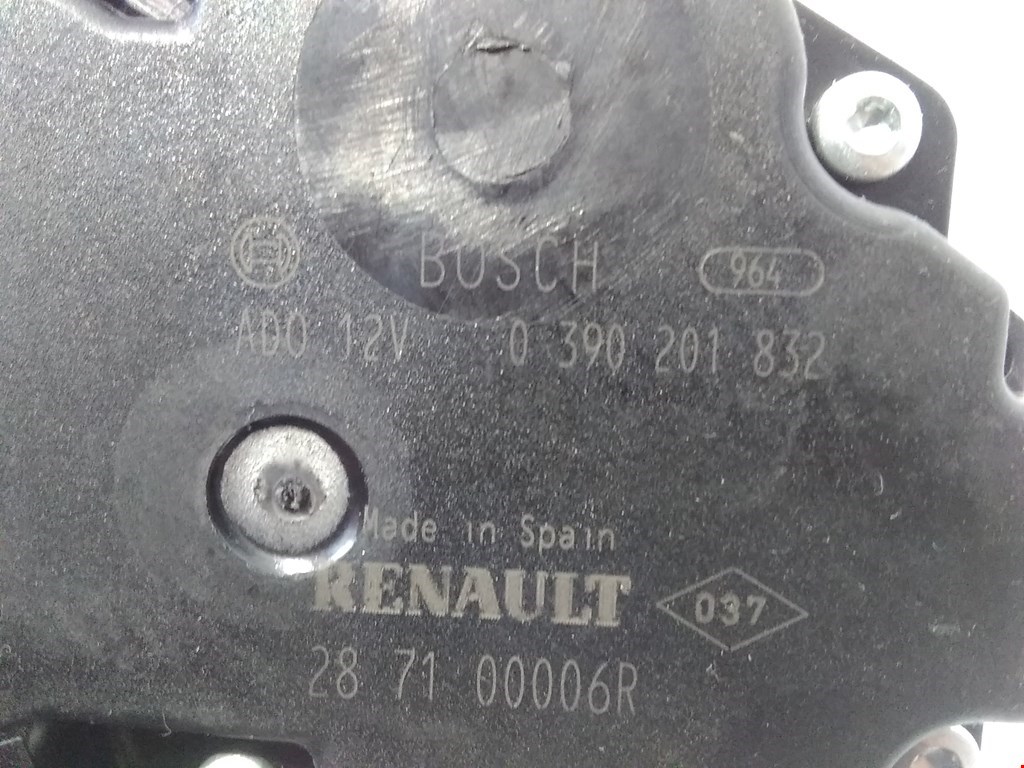 BOSCH 964
ADO 12V 0 390 201 832
Made in Spain
RENAULT 037
28 71 00006R